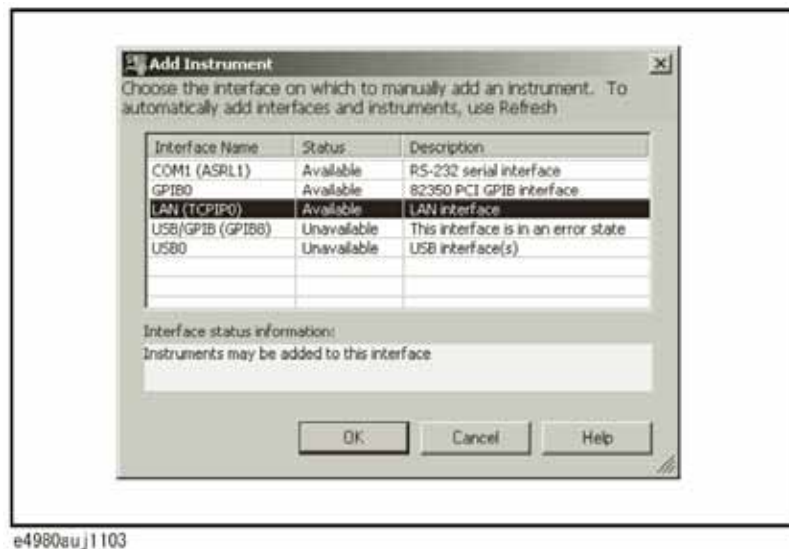 Add Instrument
Choose the interface on which to manually add an instrument. To
automatically add interfaces and instruments, use Refresh
Interface Name Status Description
COM1 (ASRL1) Available RS-232 serial interface
GPIB0 Available 82350 PCI GPIB interface
LAN (TCPIP0) Available LAN interface
USB/GPIB (GPIB8) Unavailable This interface is in an error state
USB0 Unavailable USB interface(s)
Interface status information:
Instruments may be added to this interface
OK Cancel Help
e4980auj1103